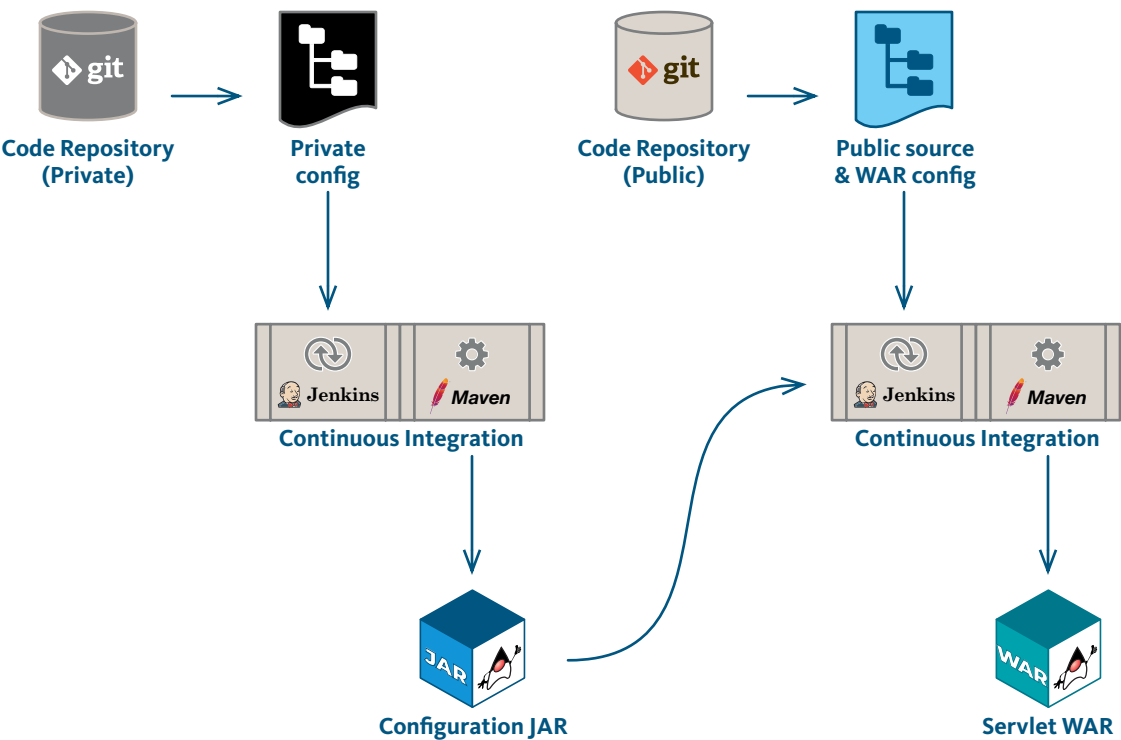 git
Code Repository
(Private)
Private
config
git
Code Repository
(Public)
Public source
& WAR config
Jenkins
Maven
Continuous Integration
Jenkins
Maven
Continuous Integration
JAR
Configuration JAR
WAR
Servlet WAR